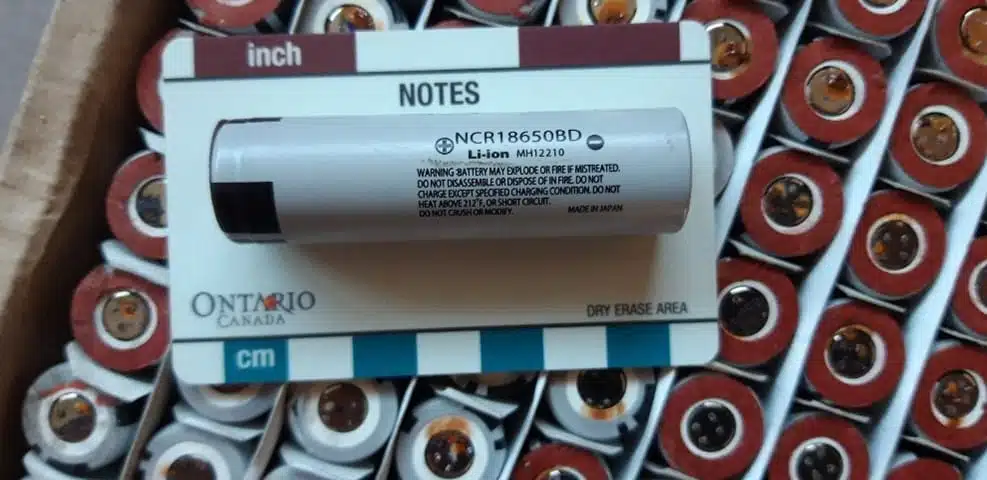 inch
NOTES
⊕NCR18650BD ⊖
Li-ion MH12210
WARNING :BATTERY MAY EXPLODE OR FIRE IF MISTREATED.
DO NOT DISASSEMBLE OR DISPOSE OF IN FIRE. DO NOT
CHARGE EXCEPT SPECIFIED CHARGING CONDITION. DO NOT
HEAT ABOVE 212°F, OR SHORT CIRCUIT.
DO NOT CRUSH OR MODIFY. MADE IN JAPAN
ONTARIO
CANADA
DRY ERASE AREA
cm